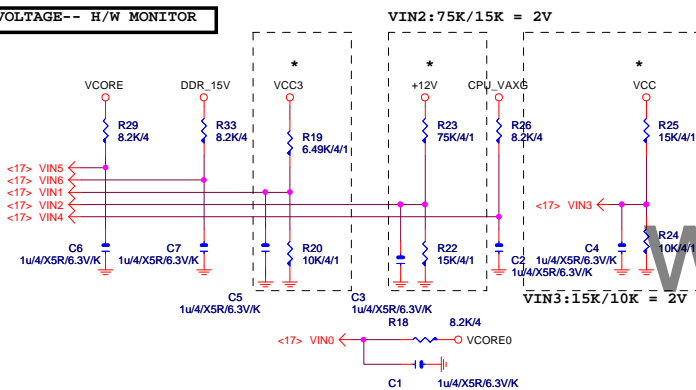 VOLTAGE-- H/W MONITOR
VIN2:75K/15K = 2V
*
*
*
VCORE
DDR_15V
VCC3
+12V
CPU_VAXG
VCC
R29
8.2K/4
R33
8.2K/4
R19
6.49K/4/1
R23
75K/4/1
R26
8.2K/4
R25
15K/4/1
<17> VIN5
<17> VIN6
<17> VIN1
<17> VIN2
<17> VIN4
<17> VIN3
C6
1u/4/X5R/6.3V/K
C7
1u/4/X5R/6.3V/K
R20
10K/4/1
R22
15K/4/1
C2
1u/4/X5R/6.3V/K
C4
1u/4/X5R/6.3V/K
R24
10K/4/1
W
C5
1u/4/X5R/6.3V/K
C3
1u/4/X5R/6.3V/K
VIN3:15K/10K = 2V
R18
8.2K/4
<17> VIN0
VCORE0
C1
1u/4/X5R/6.3V/K